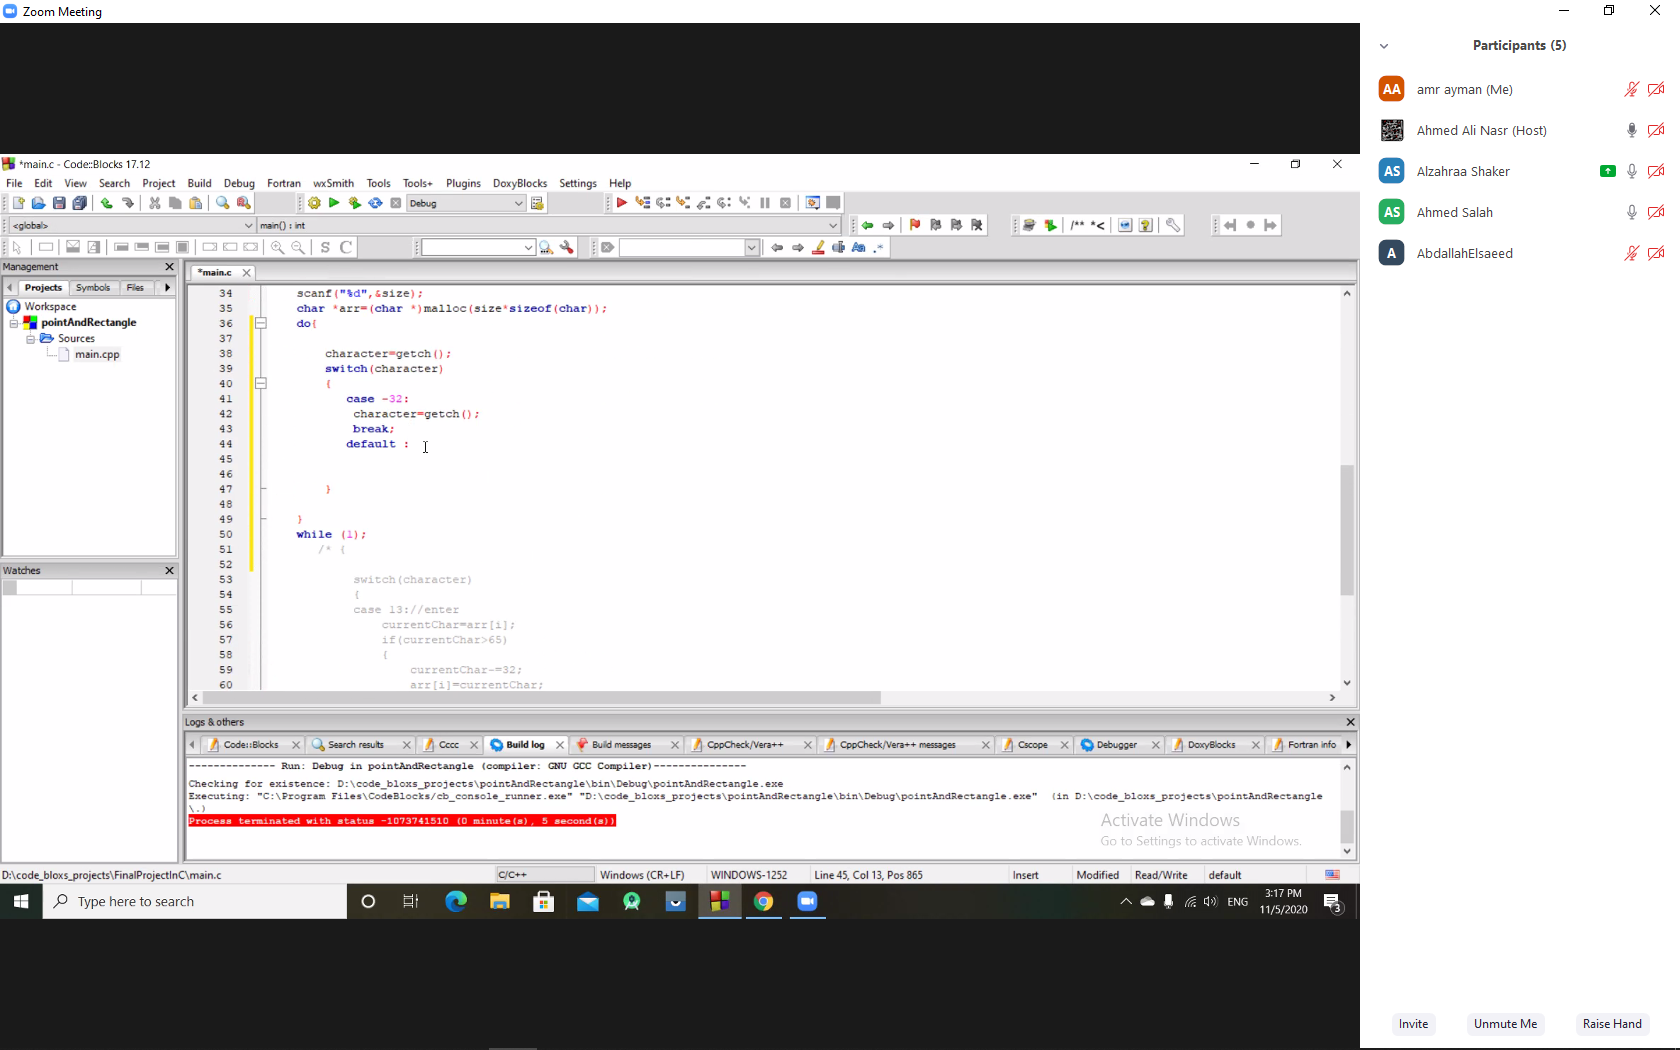 Zoom Meeting
Participants (5)
AA amr ayman (Me)
Ahmed Ali Nasr (Host)
AS Alzahraa Shaker
AS Ahmed Salah
A AbdallahElsaeed
Invite Unmute Me Raise Hand
*main.c - Code::Blocks 17.12
File Edit View Search Project Build Debug Fortran wxSmith Tools Tools+ Plugins DoxyBlocks Settings Help
Debug
<global> main() : int
/** *<
S C Aa .*
Management
Projects Symbols Files
Workspace
pointAndRectangle
Sources
main.cpp
Watches
*main.c
34 scanf("%d",&size);
35 char *arr=(char *)malloc(size*sizeof(char));
36 do{
37
38 character=getch();
39 switch(character)
40 {
41 case -32:
42 character=getch();
43 break;
44 default :
45
46
47 }
48
49 }
50 while (1);
51 /* {
52
53 switch(character)
54 {
55 case 13://enter
56 currentChar=arr[i];
57 if(currentChar>65)
58 {
59 currentChar-=32;
60 arr[i]=currentChar;
Logs & others
Code::Blocks Search results Cccc Build log Build messages CppCheck/Vera++ CppCheck/Vera++ messages Cscope Debugger DoxyBlocks Fortran info
-------------- Run: Debug in pointAndRectangle (compiler: GNU GCC Compiler)---------------
Checking for existence: D:\code_bloxs_projects\pointAndRectangle\bin\Debug\pointAndRectangle.exe
Executing: "C:\Program Files\CodeBlocks/cb_console_runner.exe" "D:\code_bloxs_projects\pointAndRectangle\bin\Debug\pointAndRectangle.exe"  (in D:\code_bloxs_projects\pointAndRectangle
\.)
Process terminated with status -1073741510 (0 minute(s), 5 second(s))
Activate Windows
Go to Settings to activate Windows.
D:\code_bloxs_projects\FinalProjectInC\main.c C/C++ Windows (CR+LF) WINDOWS-1252 Line 45, Col 13, Pos 865 Insert Modified Read/Write default
Type here to search
ENG
3:17 PM
11/5/2020
3